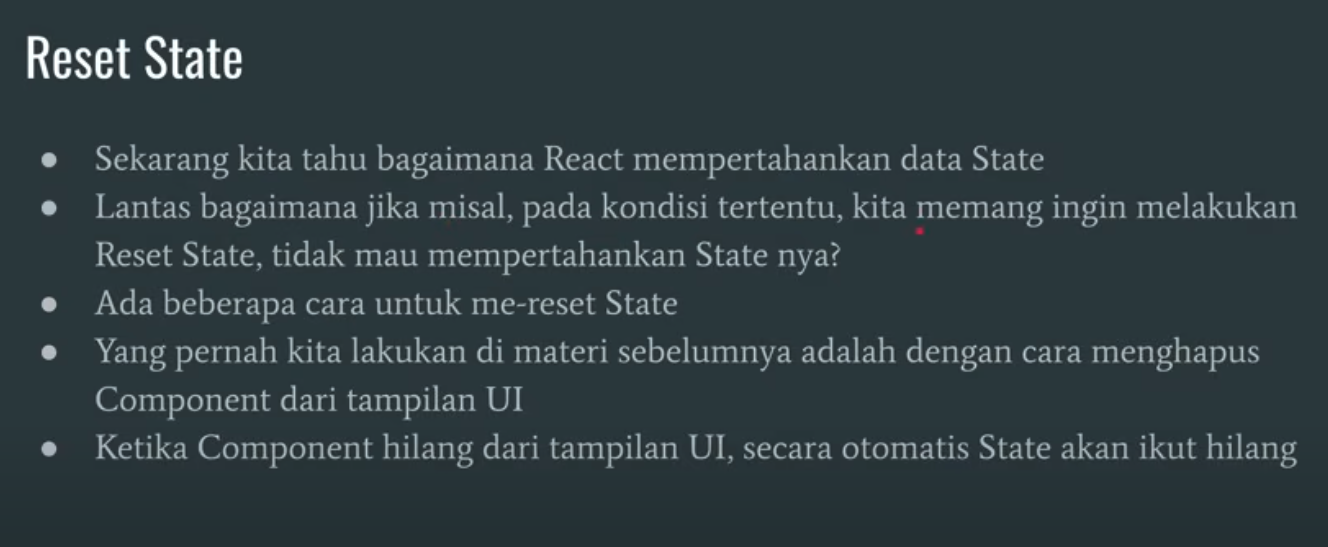 Reset State
● Sekarang kita tahu bagaimana React mempertahankan data State
● Lantas bagaimana jika misal, pada kondisi tertentu, kita memang ingin melakukan
Reset State, tidak mau mempertahankan State nya?
● Ada beberapa cara untuk me-reset State
● Yang pernah kita lakukan di materi sebelumnya adalah dengan cara menghapus
Component dari tampilan UI
● Ketika Component hilang dari tampilan UI, secara otomatis State akan ikut hilang